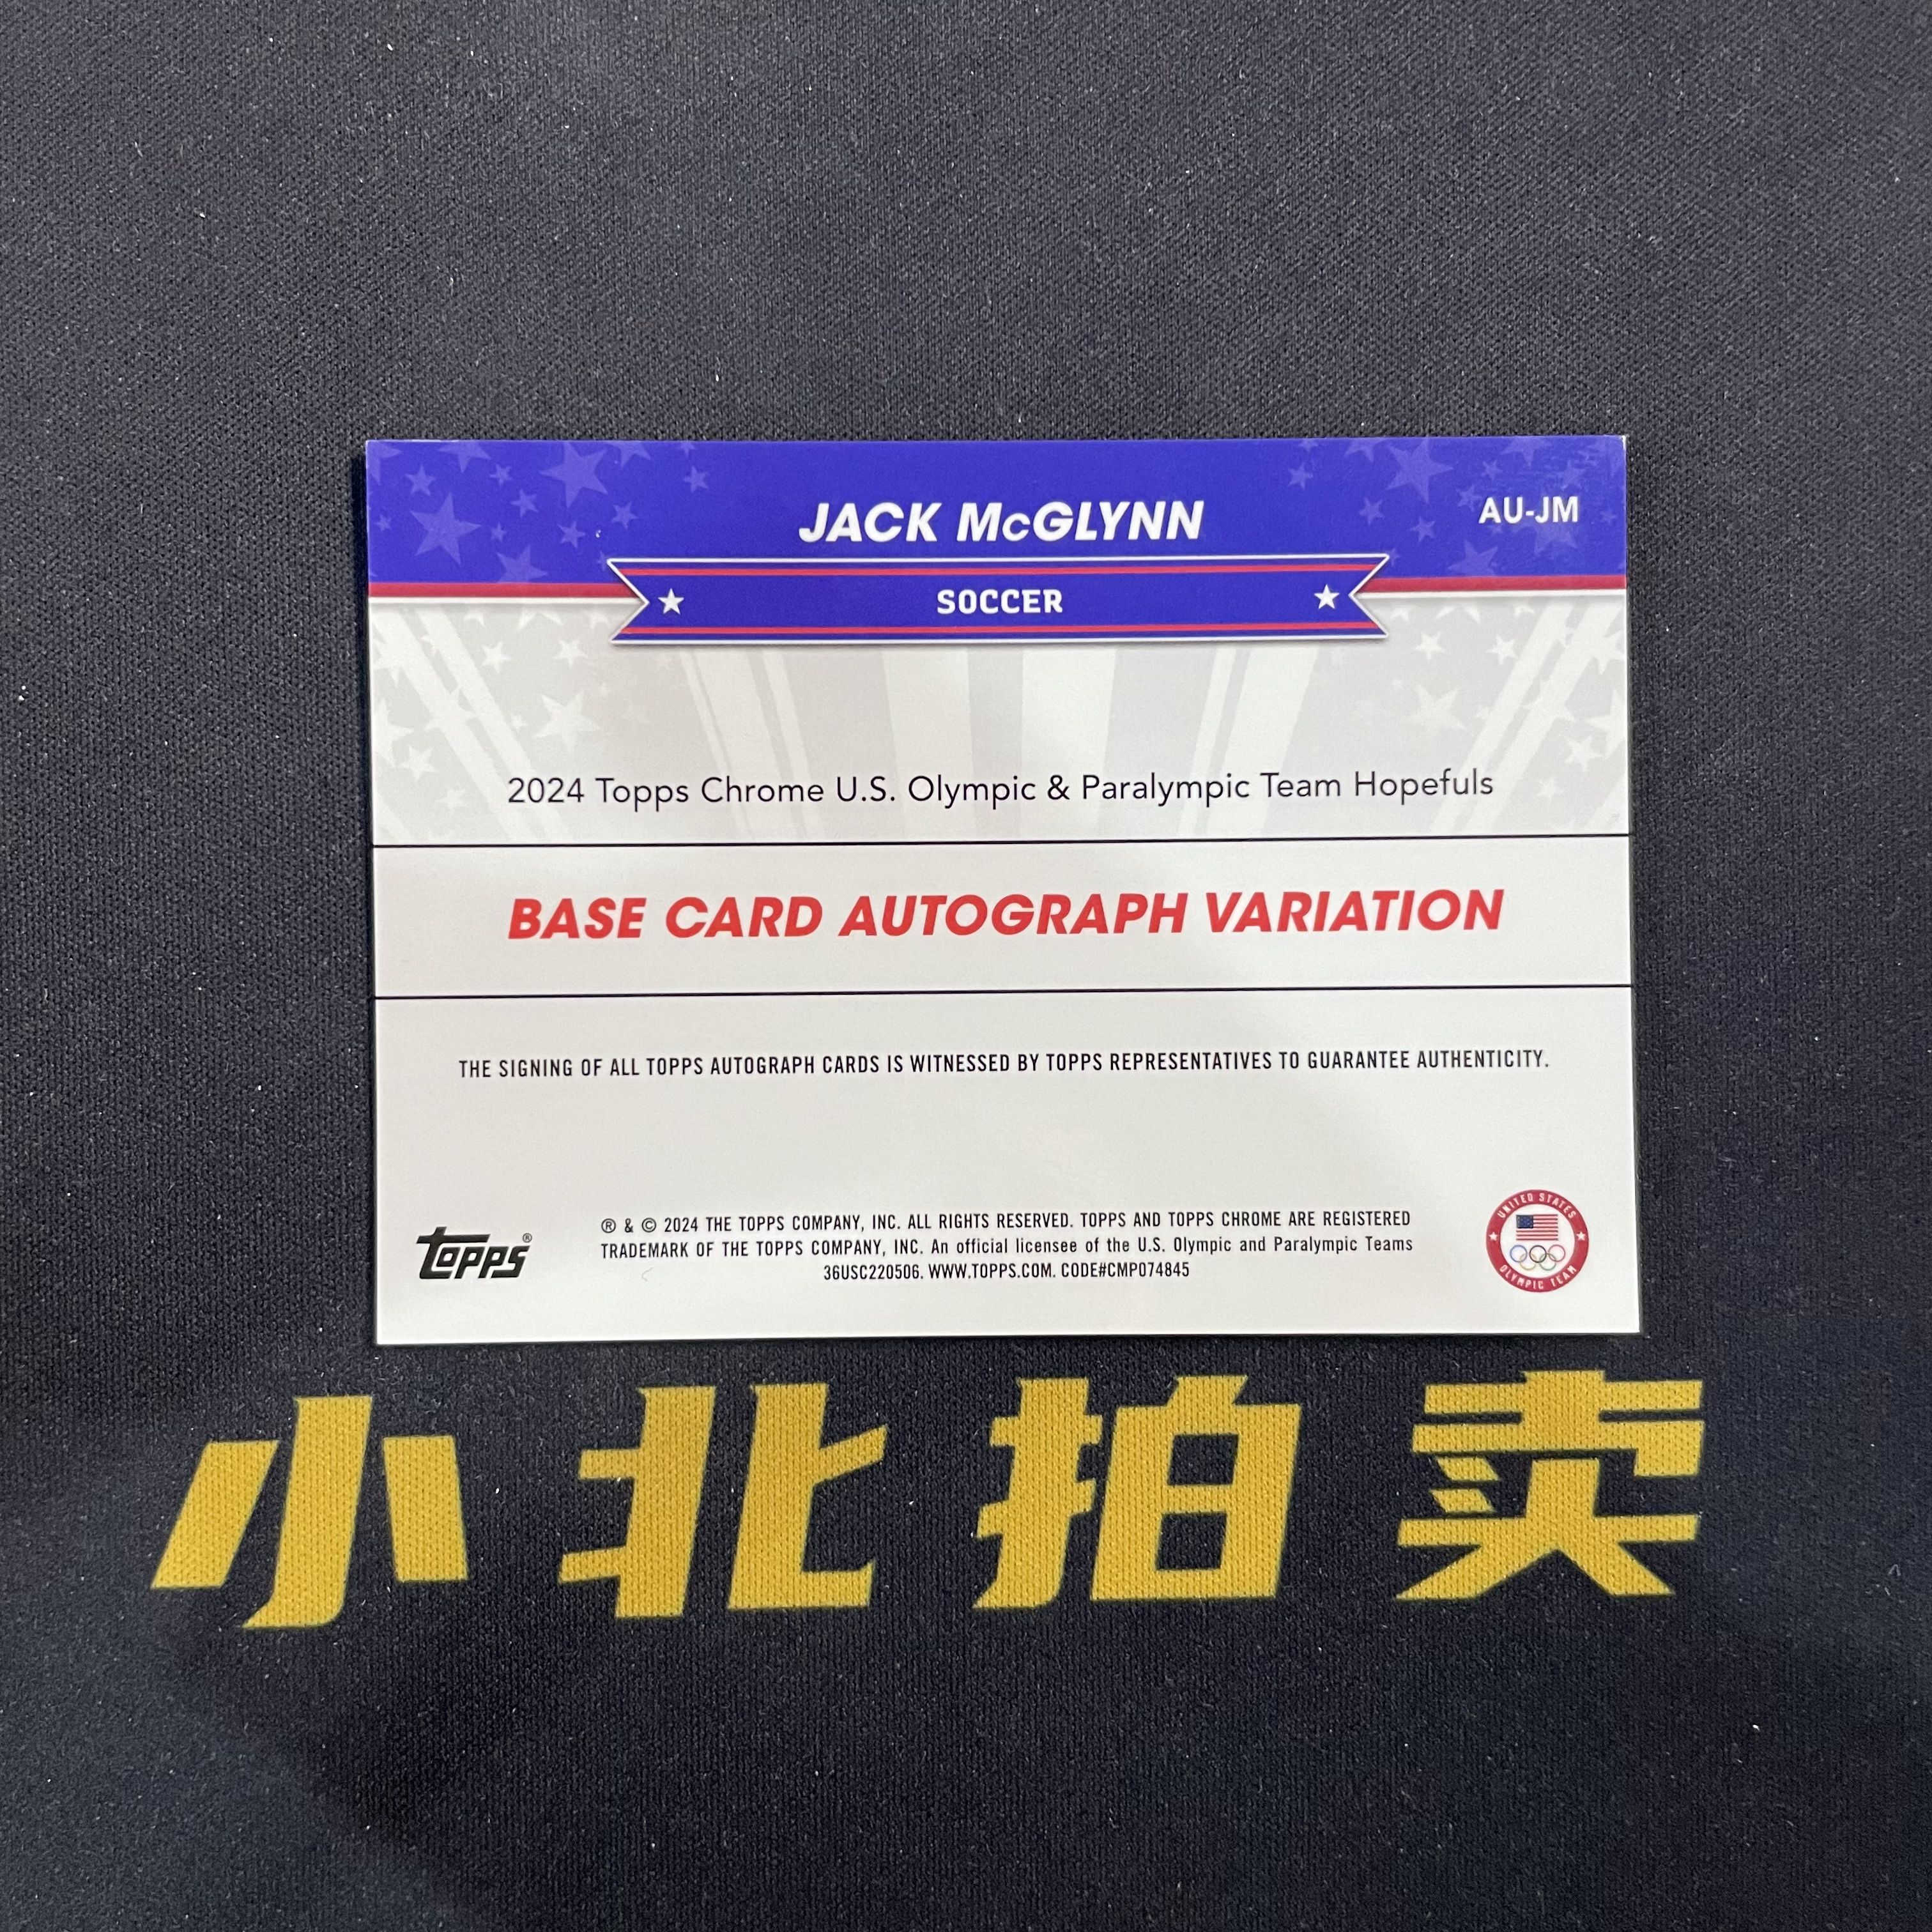 JACK McGLYNN
AU-JM
SOCCER
2024 Topps Chrome U.S. Olympic & Paralympic Team Hopefuls
BASE CARD AUTOGRAPH VARIATION
THE SIGNING OF ALL TOPPS AUTOGRAPH CARDS IS WITNESSED BY TOPPS REPRESENTATIVES TO GUARANTEE AUTHENTICITY.
topps®
® & © 2024 THE TOPPS COMPANY, INC. ALL RIGHTS RESERVED. TOPPS AND TOPPS CHROME ARE REGISTERED
TRADEMARK OF THE TOPPS COMPANY, INC. An official licensee of the U.S. Olympic and Paralympic Teams
36USC220506. WWW.TOPPS.COM. CODE#CMP074845
UNITED STATES
OLYMPIC TEAM
小北拍卖